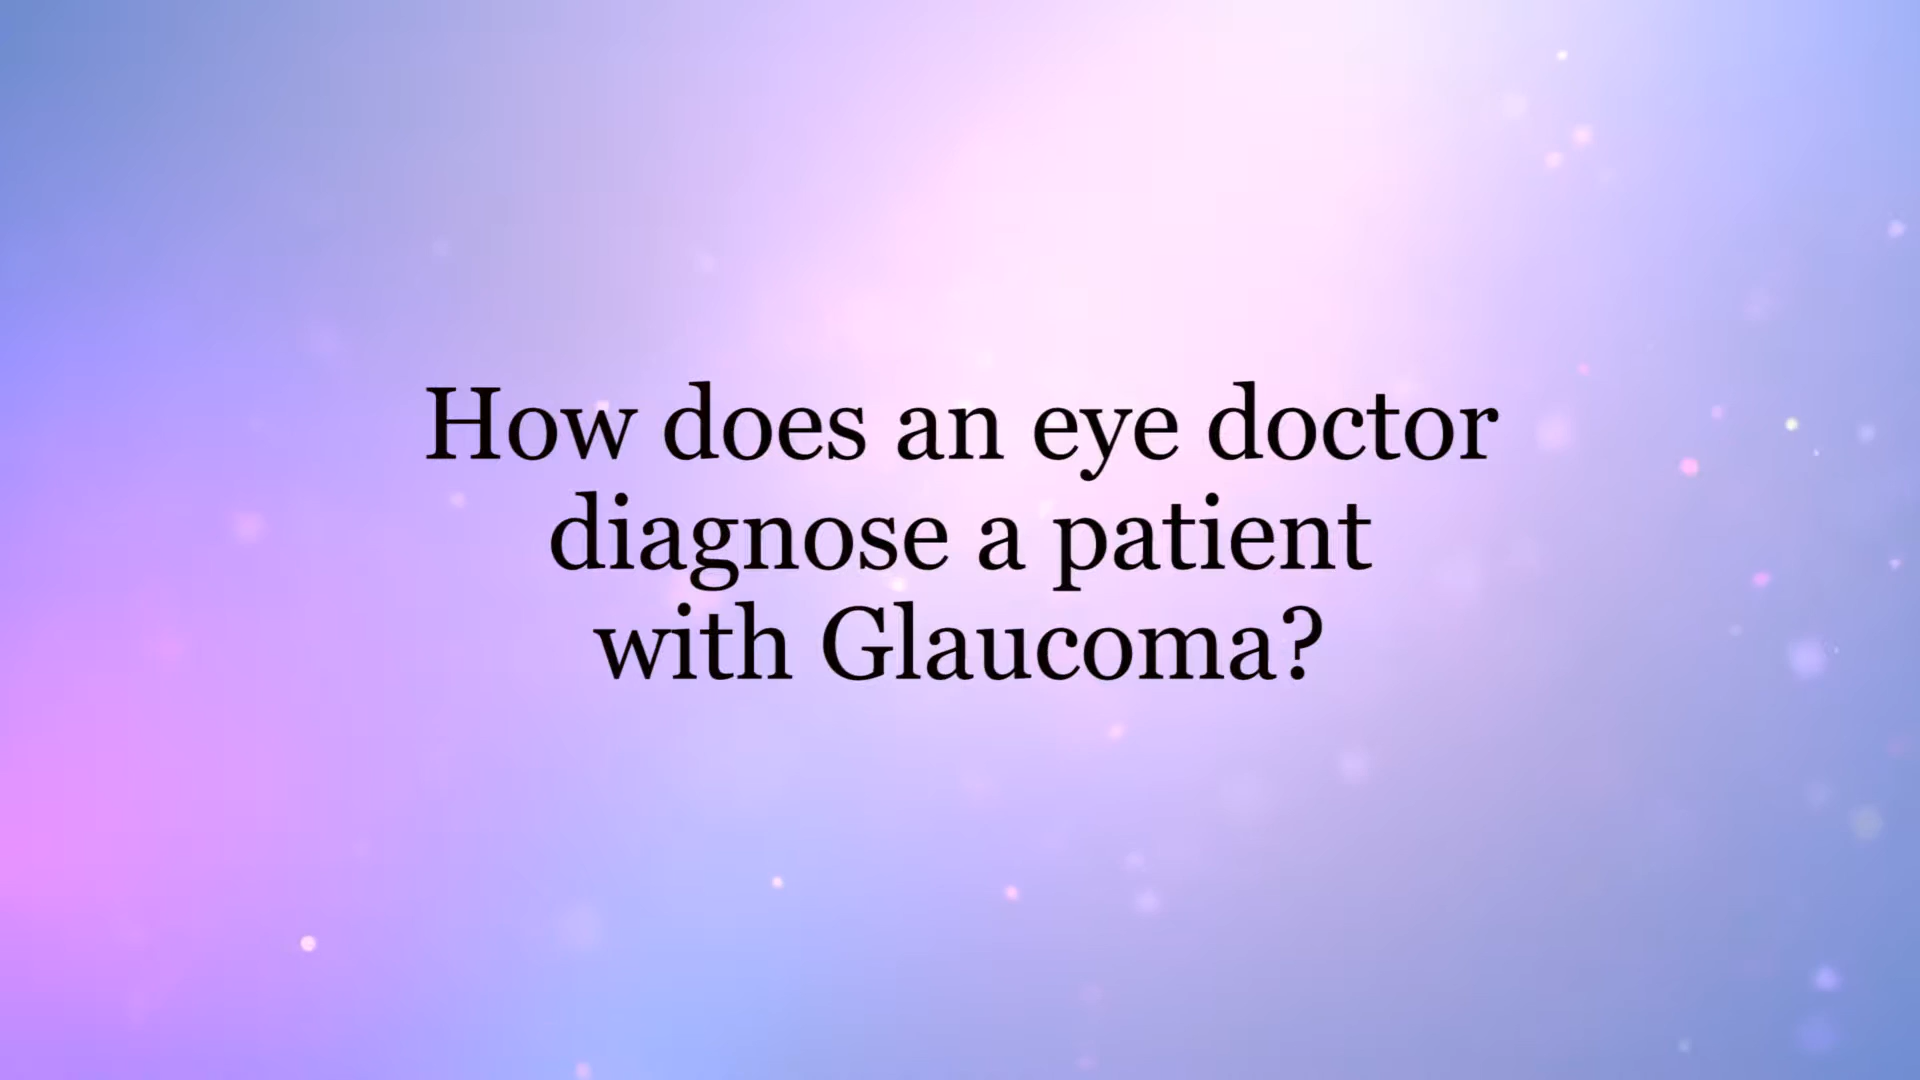 How does an eye doctor
diagnose a patient
with Glaucoma?